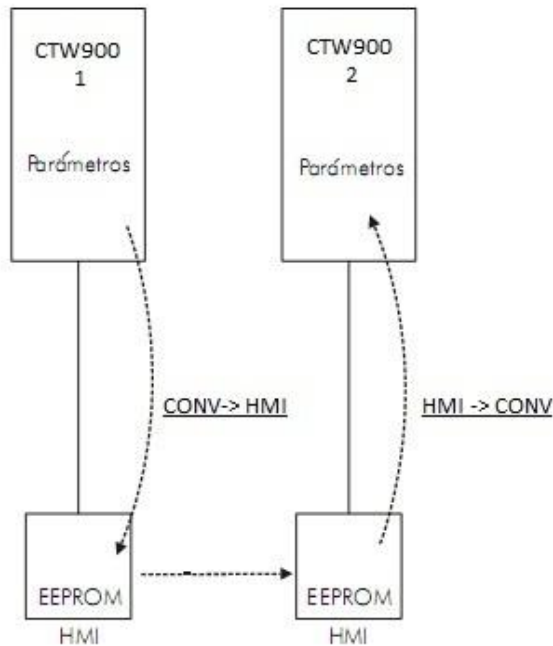 CTW900
1
Parámetros
CTW900
2
Parámetros
CONV-> HMI
HMI -> CONV
EEPROM
HMI
EEPROM
HMI